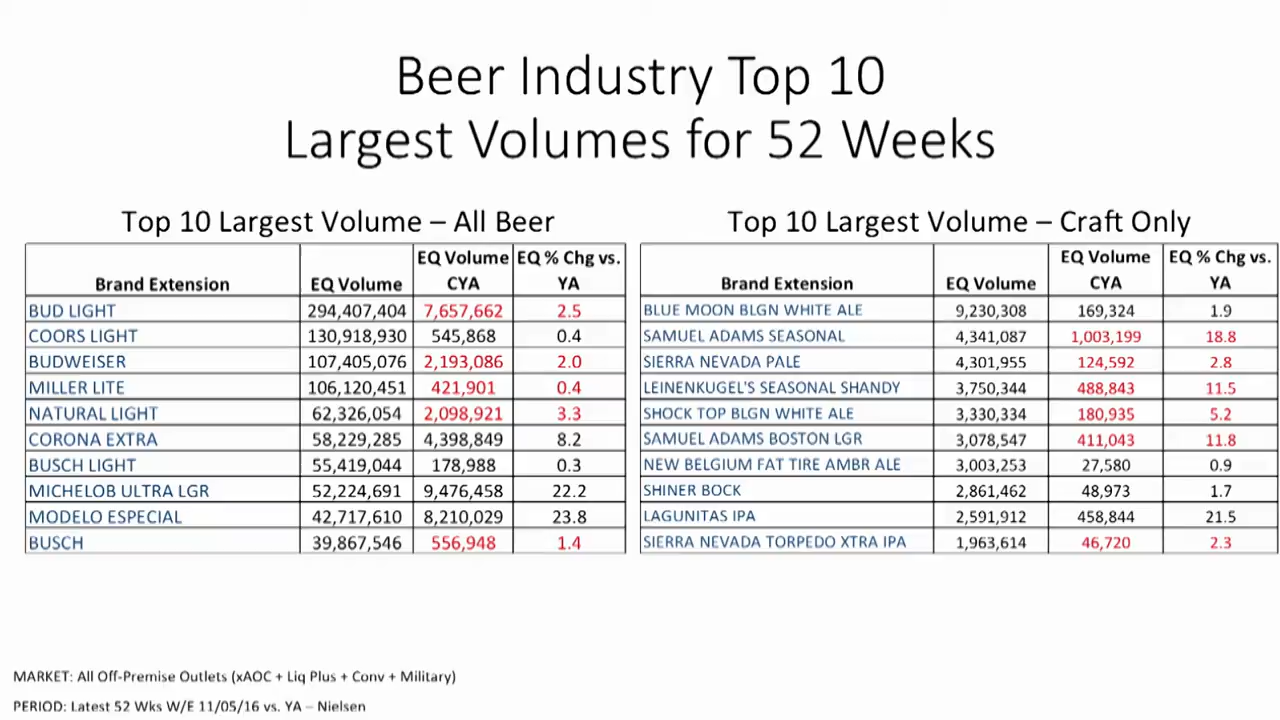 Beer Industry Top 10
Largest Volumes for 52 Weeks
Top 10 Largest Volume – All Beer
Brand Extension EQ Volume EQ Volume CYA EQ % Chg vs. YA
BUD LIGHT 294,407,404 7,657,662 2.5
COORS LIGHT 130,918,930 545,868 0.4
BUDWEISER 107,405,076 2,193,086 2.0
MILLER LITE 106,120,451 421,901 0.4
NATURAL LIGHT 62,326,054 2,098,921 3.3
CORONA EXTRA 58,229,285 4,398,849 8.2
BUSCH LIGHT 55,419,044 178,988 0.3
MICHELOB ULTRA LGR 52,224,691 9,476,458 22.2
MODELO ESPECIAL 42,717,610 8,210,029 23.8
BUSCH 39,867,546 556,948 1.4
Top 10 Largest Volume – Craft Only
Brand Extension EQ Volume EQ Volume CYA EQ % Chg vs. YA
BLUE MOON BLGN WHITE ALE 9,230,308 169,324 1.9
SAMUEL ADAMS SEASONAL 4,341,087 1,003,199 18.8
SIERRA NEVADA PALE 4,301,955 124,592 2.8
LEINENKUGEL'S SEASONAL SHANDY 3,750,344 488,843 11.5
SHOCK TOP BLGN WHITE ALE 3,330,334 180,935 5.2
SAMUEL ADAMS BOSTON LGR 3,078,547 411,043 11.8
NEW BELGIUM FAT TIRE AMBR ALE 3,003,253 27,580 0.9
SHINER BOCK 2,861,462 48,973 1.7
LAGUNITAS IPA 2,591,912 458,844 21.5
SIERRA NEVADA TORPEDO XTRA IPA 1,963,614 46,720 2.3
MARKET: All Off-Premise Outlets (xAOC + Liq Plus + Conv + Military)
PERIOD: Latest 52 Wks W/E 11/05/16 vs. YA – Nielsen